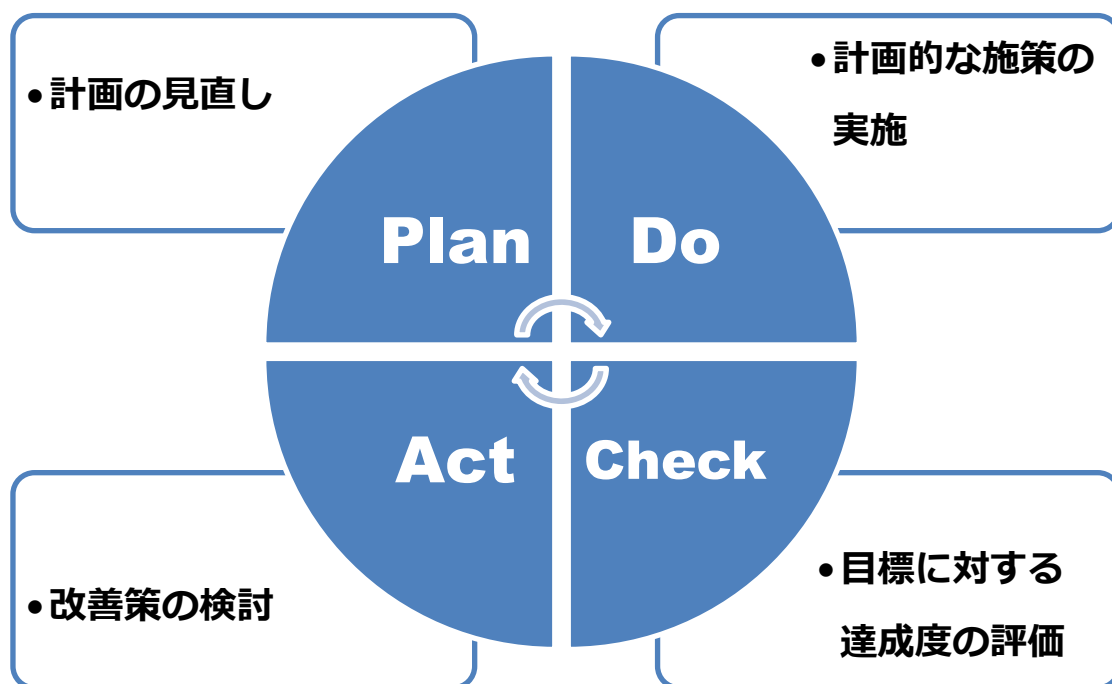 •計画の見直し
•計画的な施策の
実施
Plan
Do
Act
Check
•改善策の検討
•目標に対する
達成度の評価